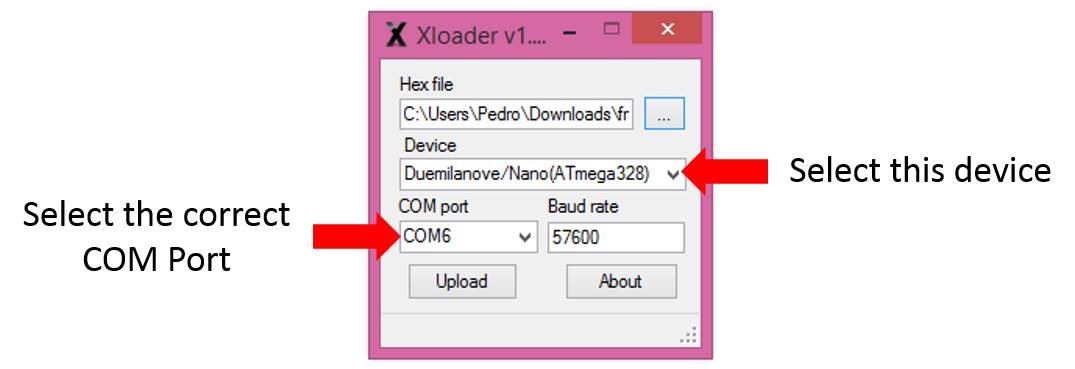 Xloader v1....
Hex file
C:\Users\Pedro\Downloads\fr
...
Device
Duemilanove/Nano(ATmega328)
Select this device
Select the correct
COM Port
COM port
Baud rate
COM6
57600
Upload
About